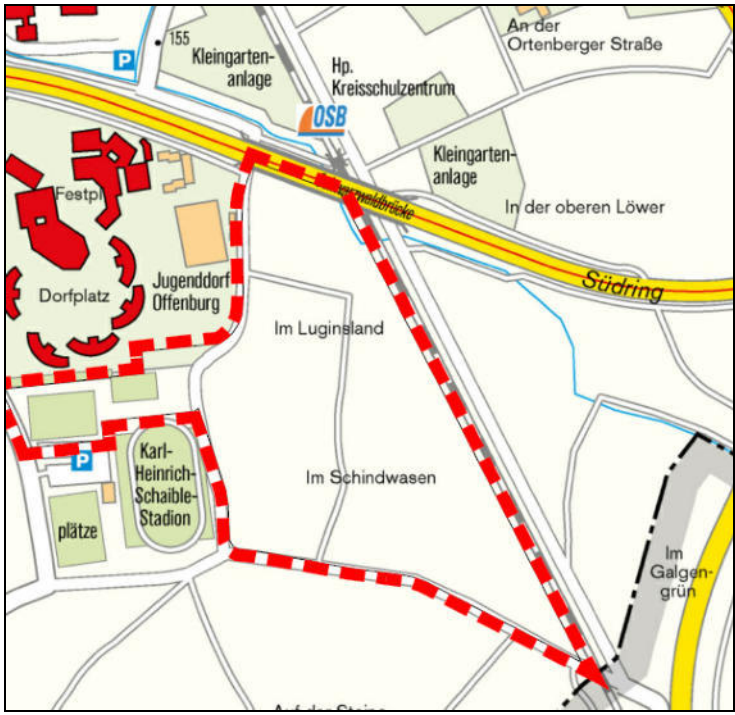 An der
Ortenberger Straße
155
P
Kleingarten-
anlage
Hp.
Kreisschulzentrum
OSB
Kleingarten-
anlage
Festpl
In der oberen Löwer
Dorfplatz
Jugenddorf
Offenburg
Südring
Im Luginsland
Karl-
Heinrich-
Schaible-
Stadion
P
Im Schindwasen
plätze
Im
Galgen-
grün